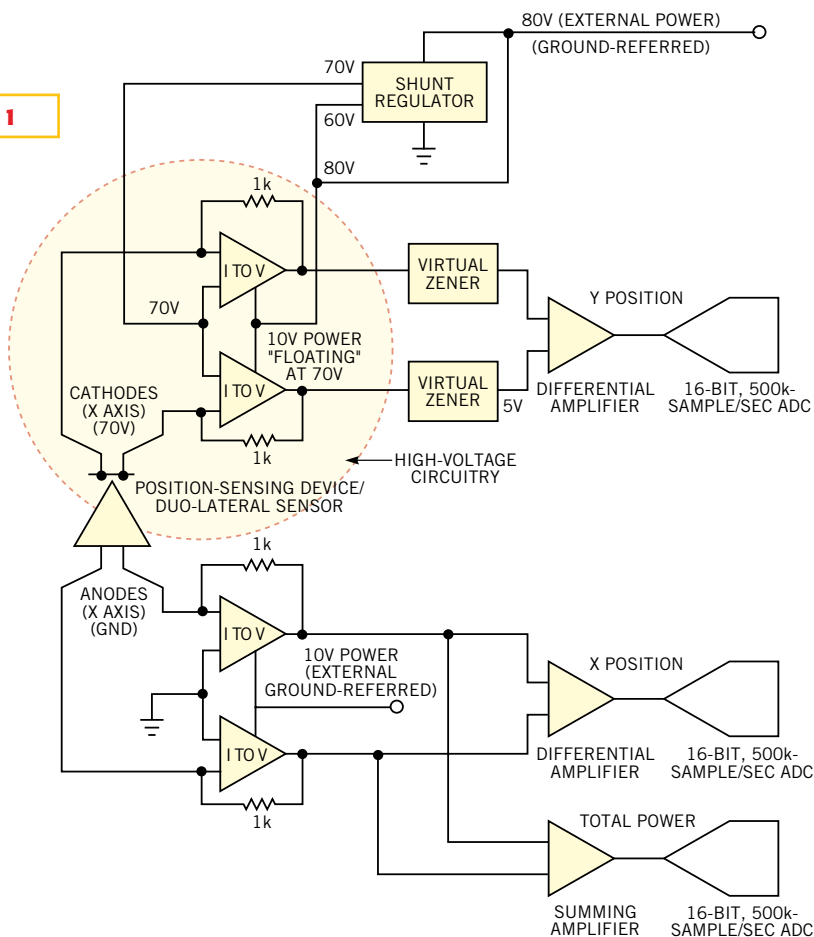 80V (EXTERNAL POWER)
(GROUND-REFERRED)
70V
SHUNT
REGULATOR
60V
1
80V
1k
I TO V
VIRTUAL
ZENER
Y POSITION
70V
10V POWER
"FLOATING"
AT 70V
I TO V
VIRTUAL
ZENER
5V
DIFFERENTIAL
AMPLIFIER
16-BIT, 500k-
SAMPLE/SEC ADC
CATHODES
(X AXIS)
(70V)
1k
HIGH-VOLTAGE
CIRCUITRY
POSITION-SENSING DEVICE/
DUO-LATERAL SENSOR
1k
ANODES
(X AXIS)
(GND)
I TO V
10V POWER
(EXTERNAL
GROUND-REFERRED)
X POSITION
I TO V
DIFFERENTIAL
AMPLIFIER
16-BIT, 500k-
SAMPLE/SEC ADC
1k
TOTAL POWER
SUMMING
AMPLIFIER
16-BIT, 500k-
SAMPLE/SEC ADC